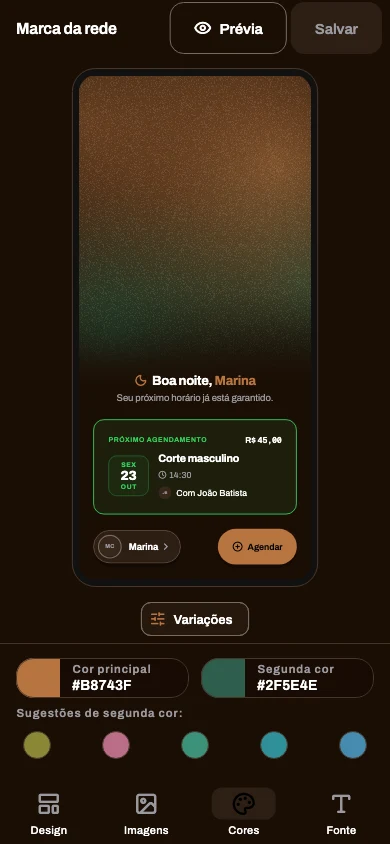 Marca da rede
Prévia
Salvar
Boa noite, Marina
Seu próximo horário já está garantido.
PRÓXIMO AGENDAMENTO
R$45,00
SEX
23
OUT
Corte masculino
14:30
Com João Batista
MC
Marina
Agendar
Variações
Cor principal
#B8743F
Segunda cor
#2F5E4E
Sugestões de segunda cor:
Design
Imagens
Cores
Fonte